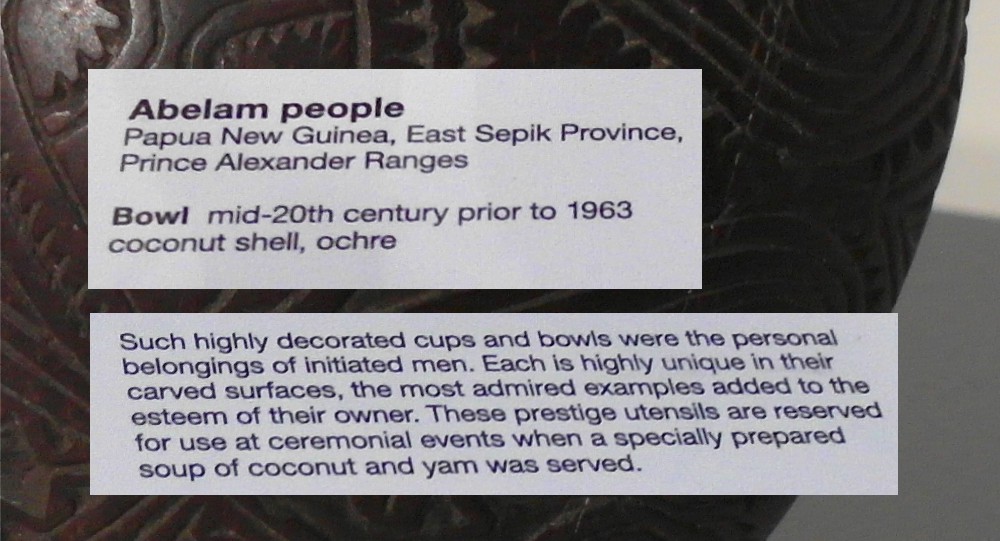 Abelam people
Papua New Guinea, East Sepik Province,
Prince Alexander Ranges
Bowl mid-20th century prior to 1963
coconut shell, ochre
Such highly decorated cups and bowls were the personal
belongings of initiated men. Each is highly unique in their
carved surfaces, the most admired examples added to the
esteem of their owner. These prestige utensils are reserved
for use at ceremonial events when a specially prepared
soup of coconut and yam was served.